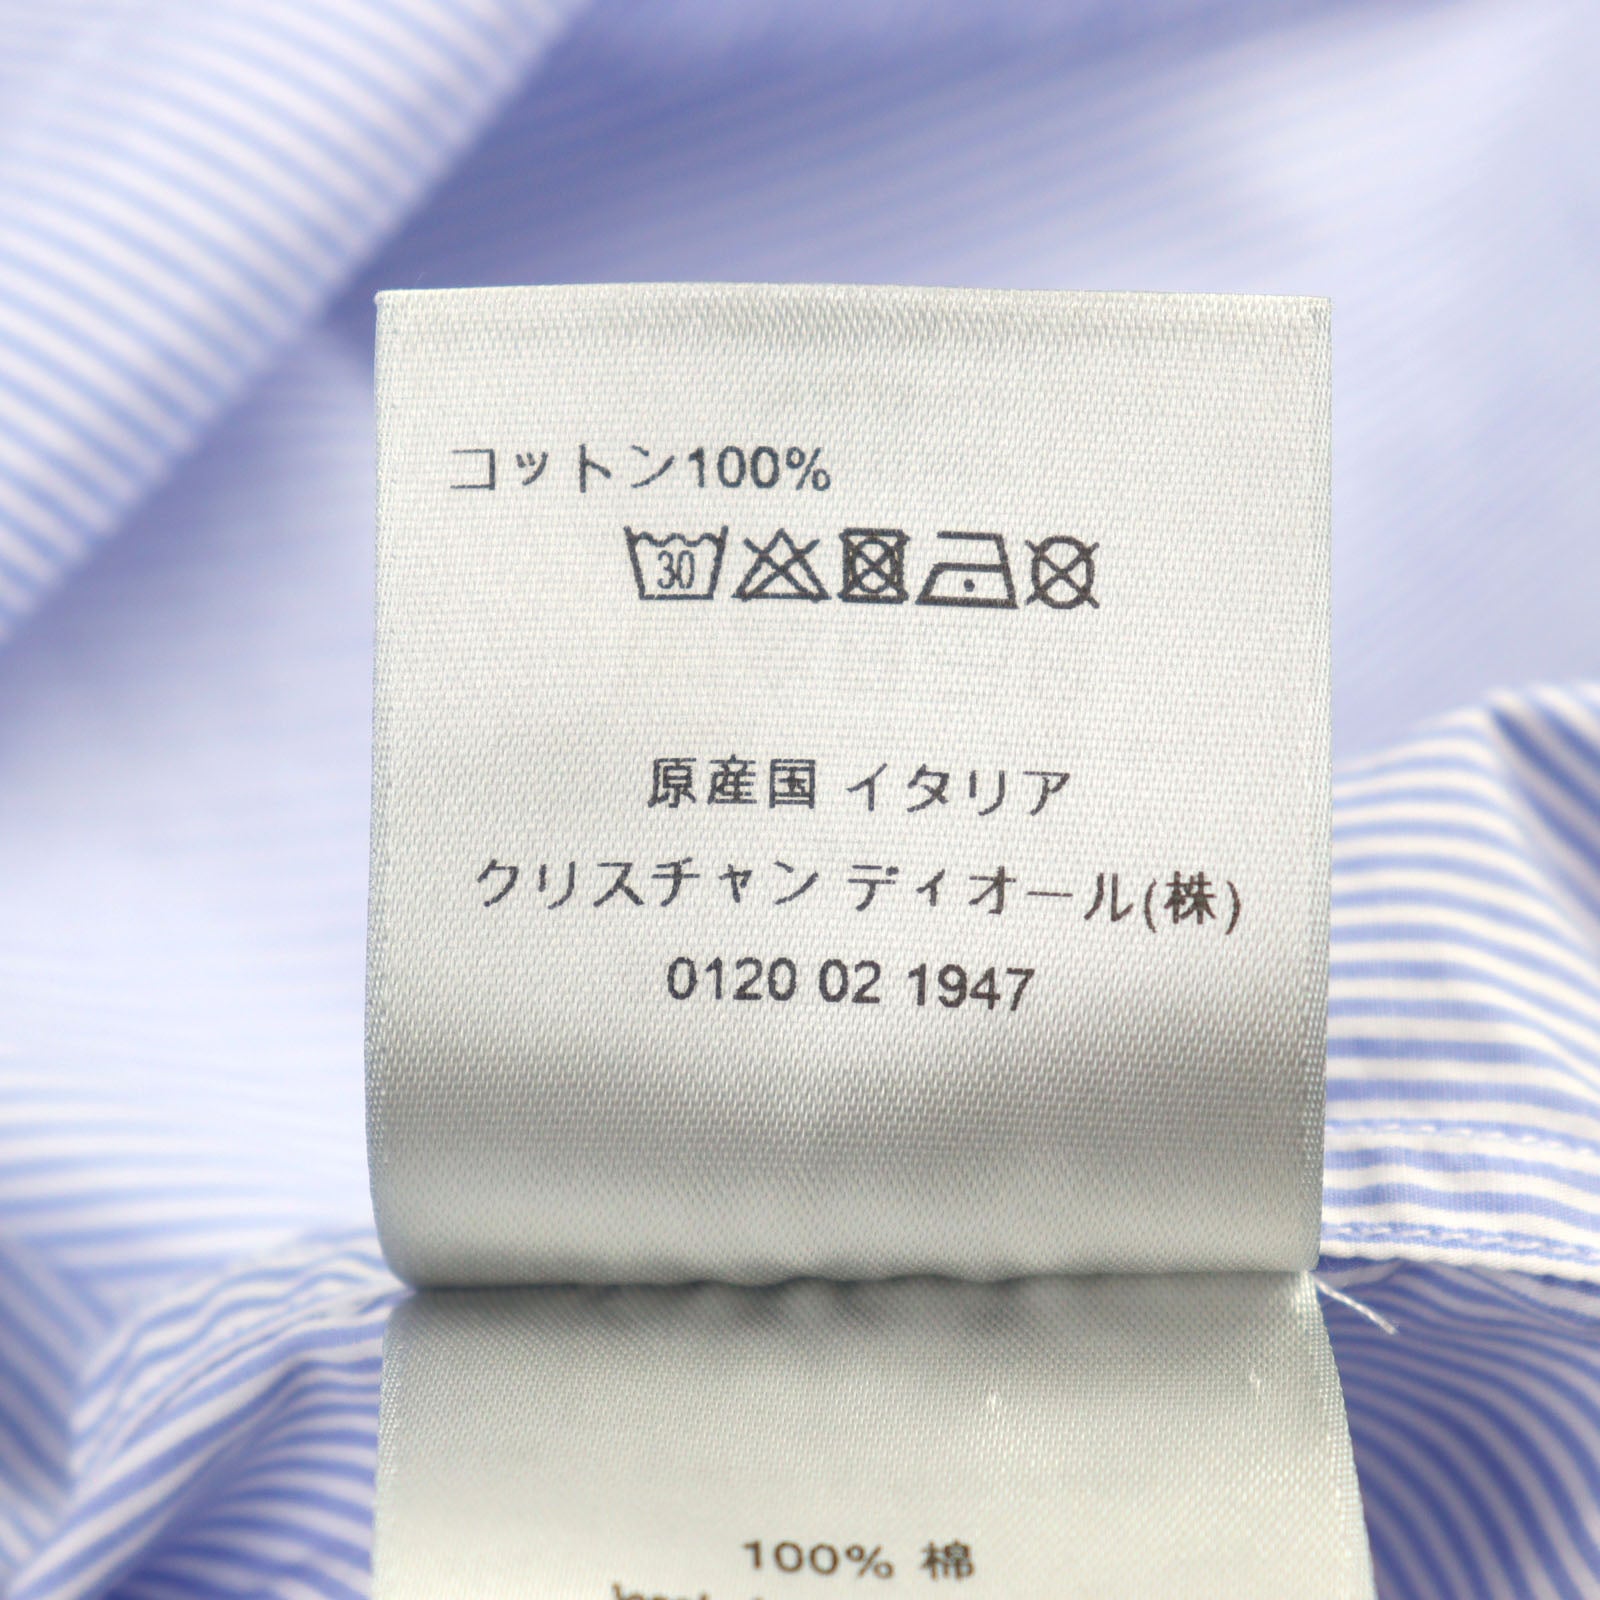 コットン100%
30
原産国 イタリア
クリスチャン ディオール(株)
0120 02 1947
100% 棉